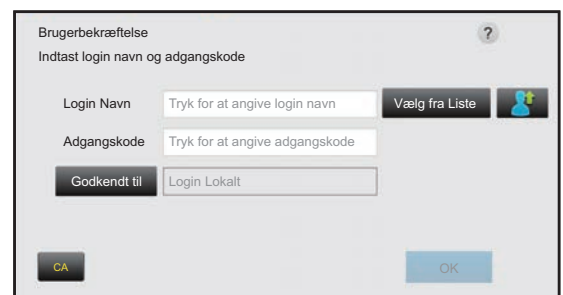 Brugerbekræftelse
?
Indtast login navn og adgangskode
Login Navn Tryk for at angive login navn Vælg fra Liste
Adgangskode Tryk for at angive adgangskode
Godkendt til Login Lokalt
CA OK